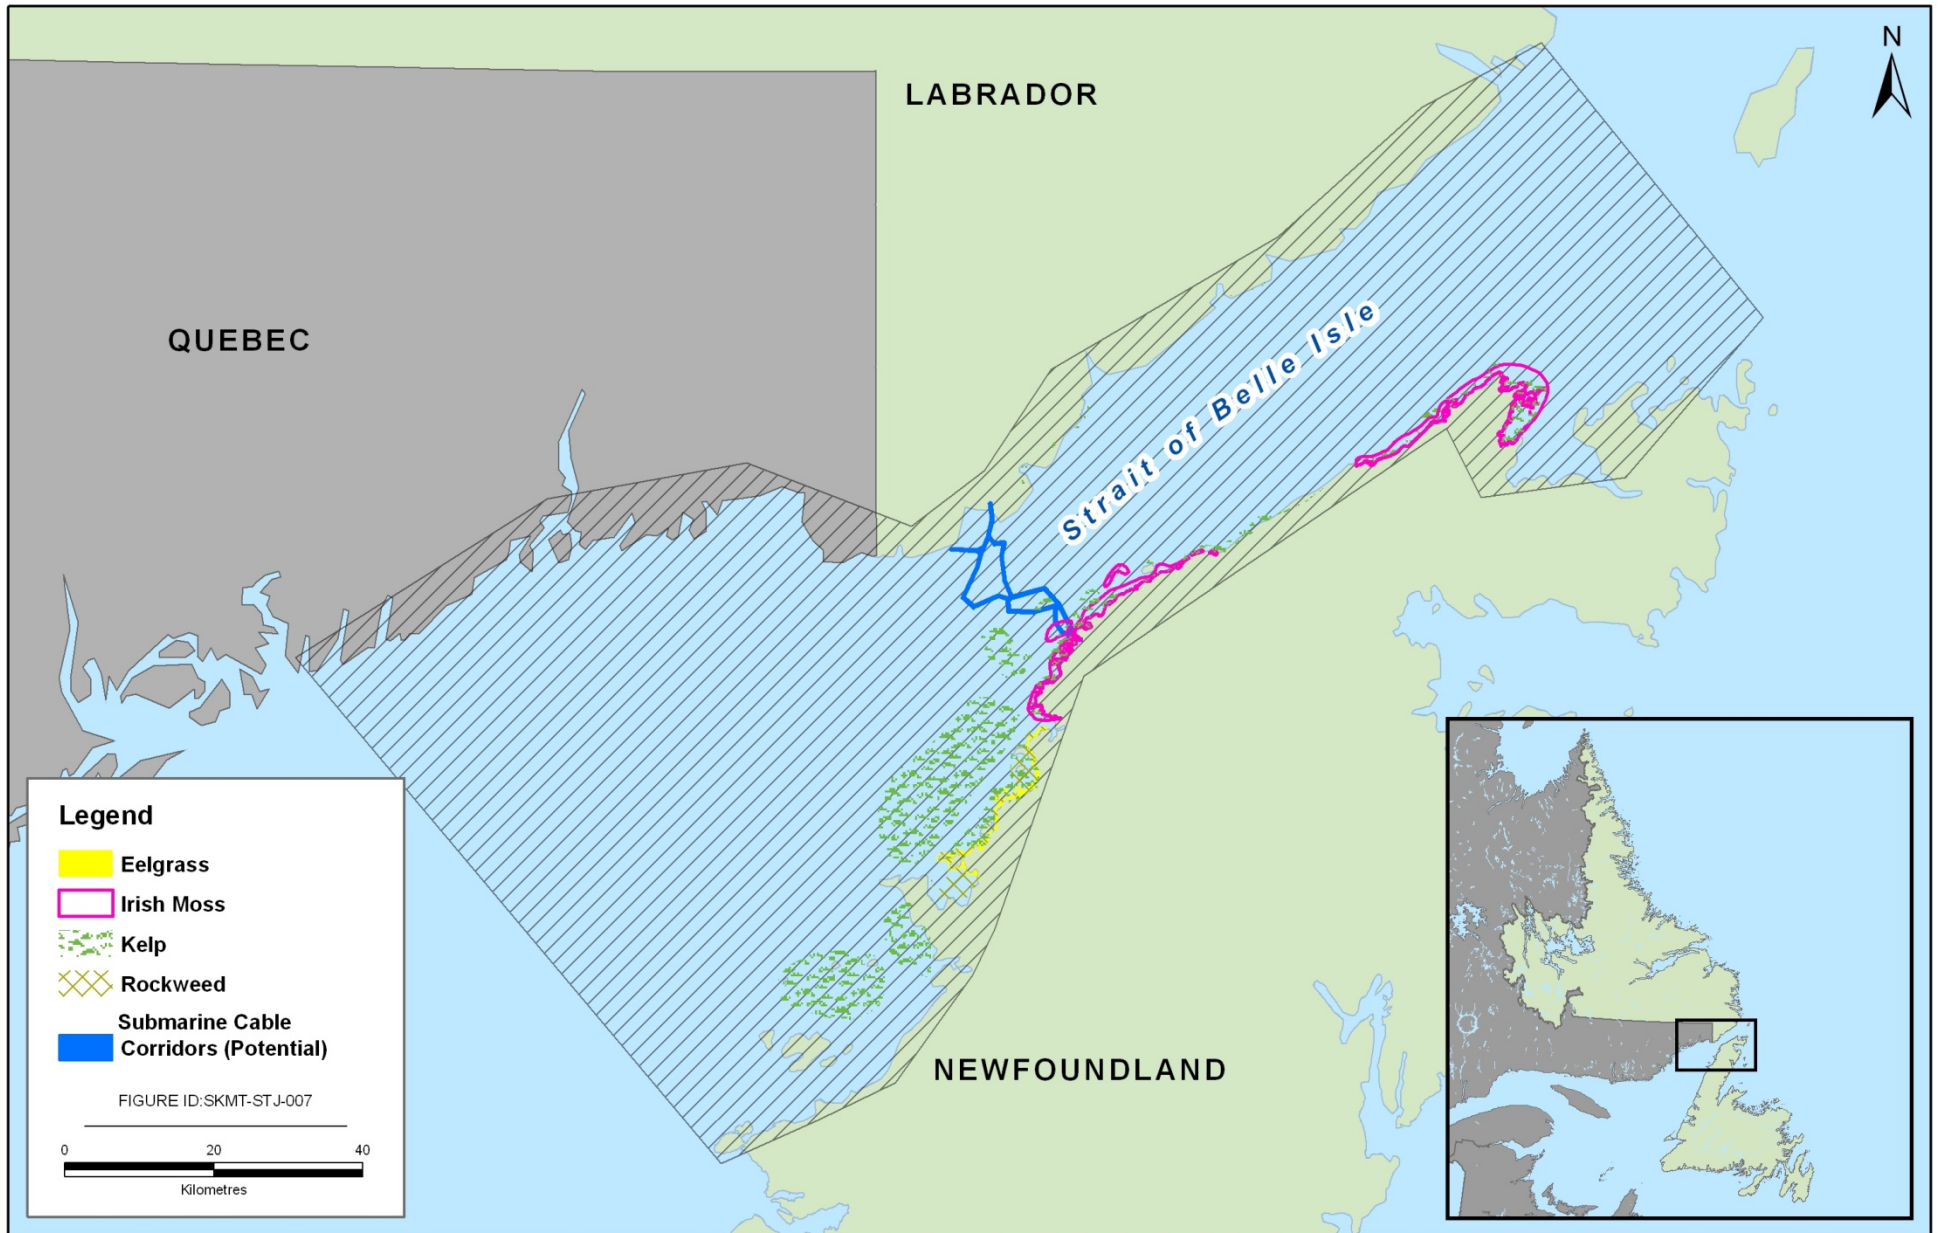 N
LABRADOR
QUEBEC
Strait of Belle Isle
NEWFOUNDLAND
Legend
Eelgrass
Irish Moss
Kelp
Rockweed
Submarine Cable
Corridors (Potential)
FIGURE ID:SKMT-STJ-007
0 20 40
Kilometres